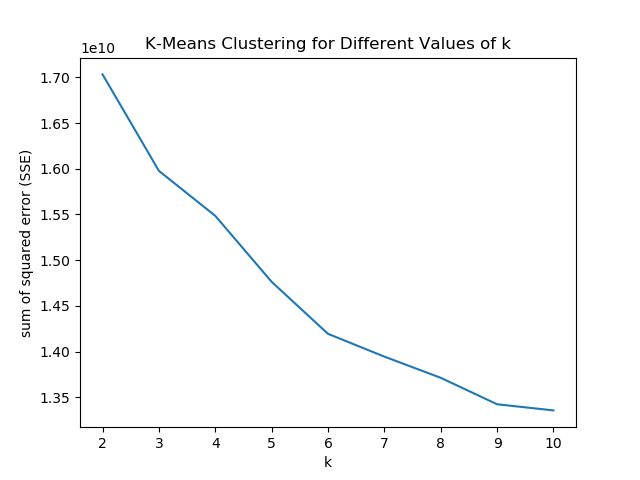 K-Means Clustering for Different Values of k
1e10
1.70
1.65
1.60
1.55
1.50
1.45
1.40
1.35
sum of squared error (SSE)
2 3 4 5 6 7 8 9 10
k